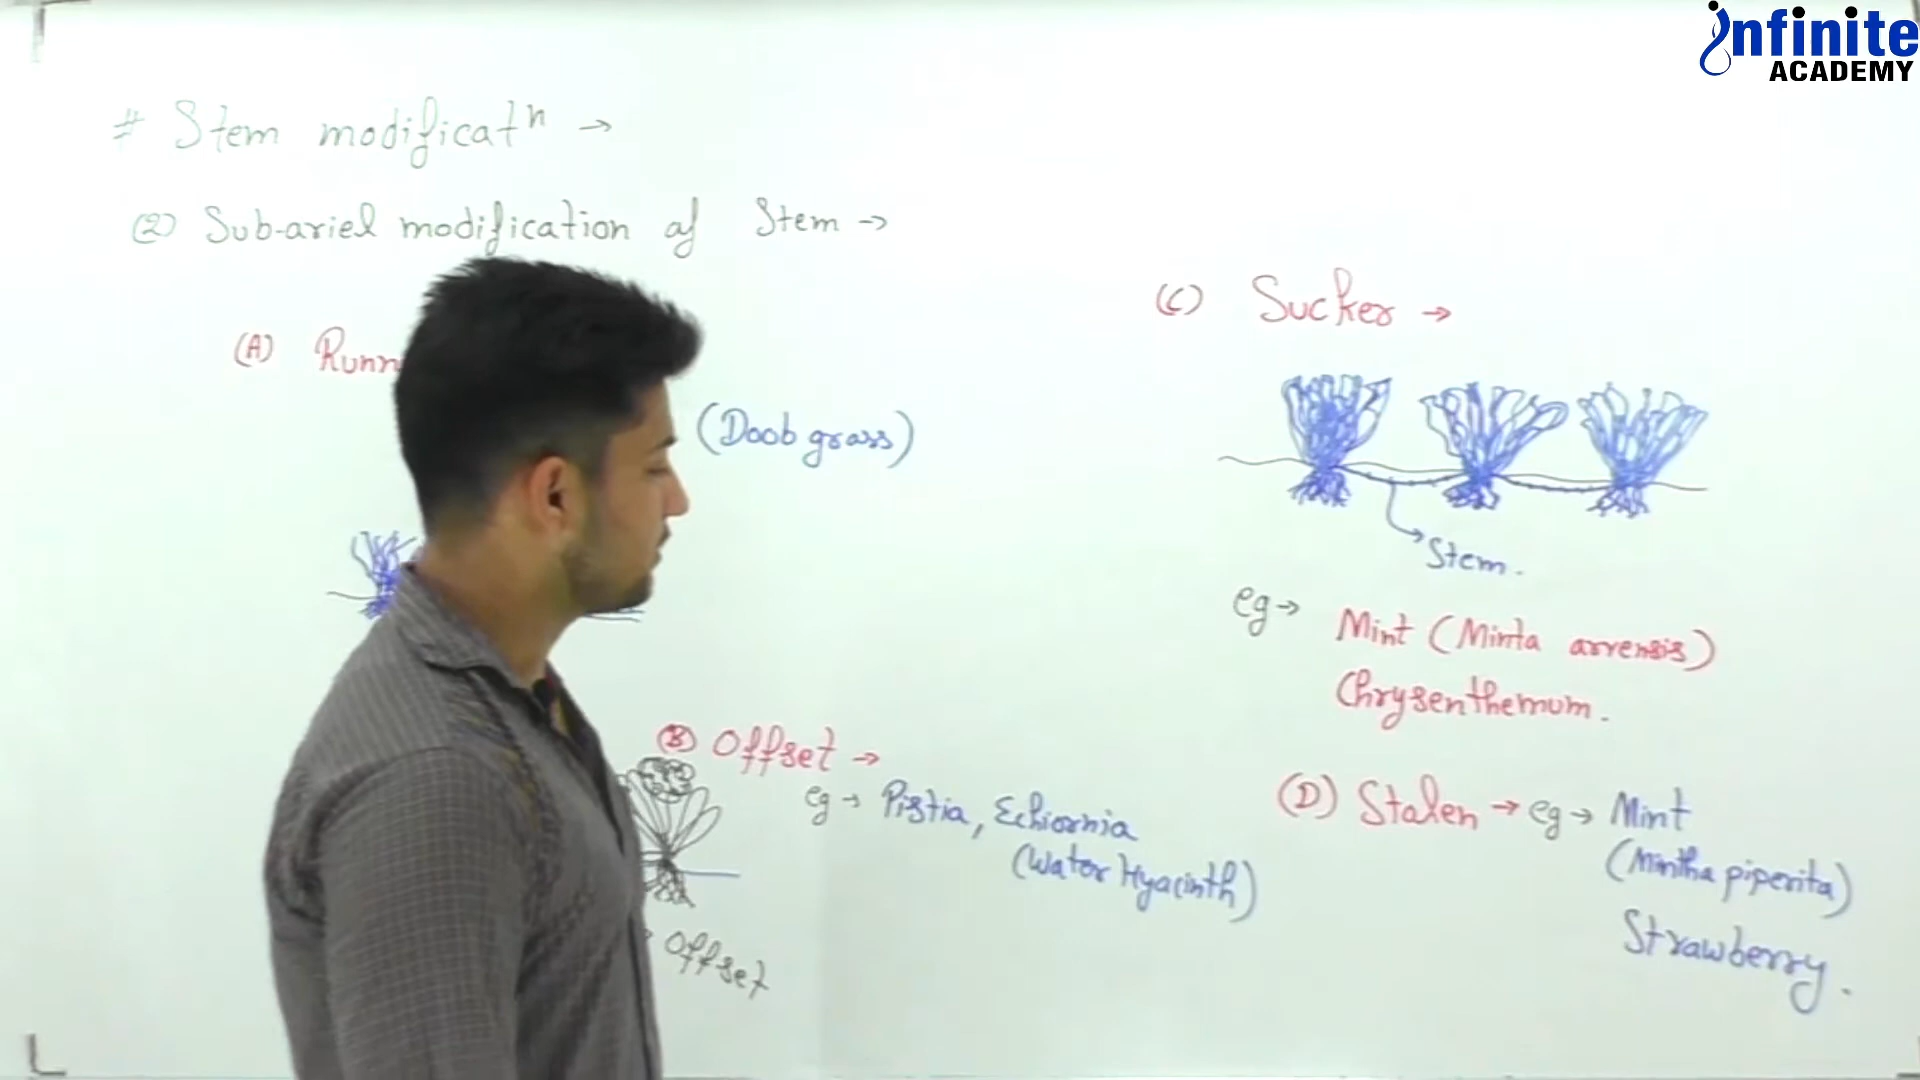 infinite
ACADEMY
# Stem modificatn →
(2) Sub-ariel modification of Stem →
(A) Runn
(Doob grass)
(B) Offset →
eg → Pistia, Echiornia
(Water Hyacinth)
Offset
(C) Sucker →
Stem.
eg → Mint (Minta arrensis)
Chrysenthemum.
(D) Stolen → eg → Mint
(Mintha piperita)
Strawberry.